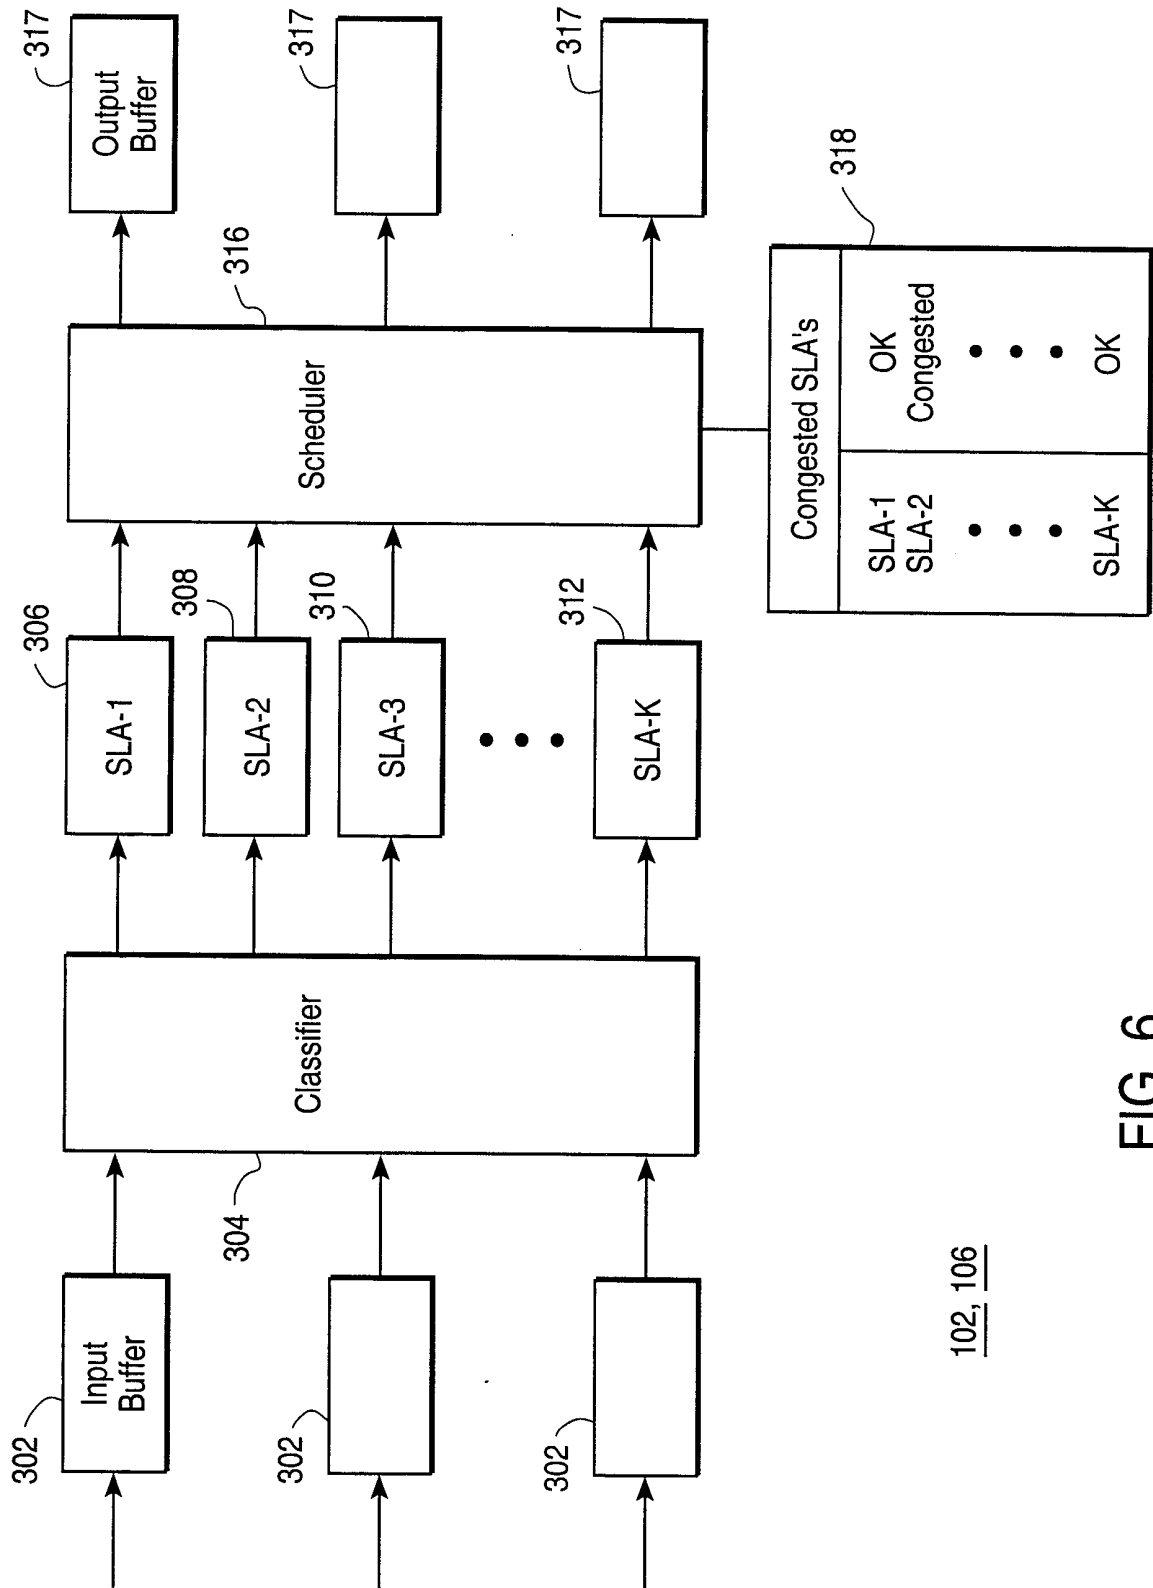 302
Input
Buffer
302
302
304
Classifier
306
SLA-1
308
SLA-2
310
SLA-3
312
SLA-K
316
Scheduler
317
Output
Buffer
317
317
318
Congested SLA's
SLA-1 OK
SLA-2 Congested
SLA-K OK
102, 106
FIG. 6